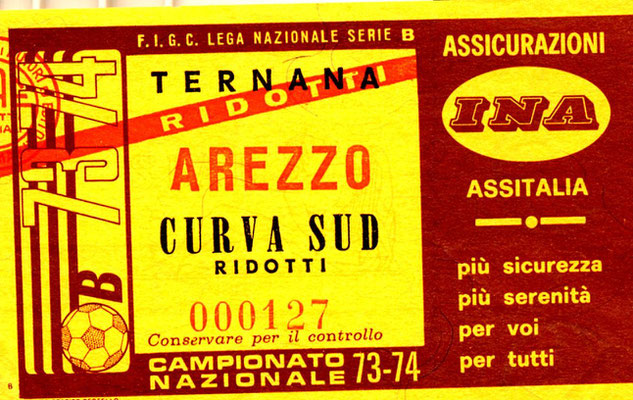 F.I.G.C. LEGA NAZIONALE SERIE B
TERNANA
RIDOTTI
AREZZO
CURVA SUD
RIDOTTI
000127
Conservare per il controllo
CAMPIONATO
NAZIONALE 73-74
73-74
B
ASSICURAZIONI
INA
ASSITALIA
più sicurezza
più serenità
per voi
per tutti
6